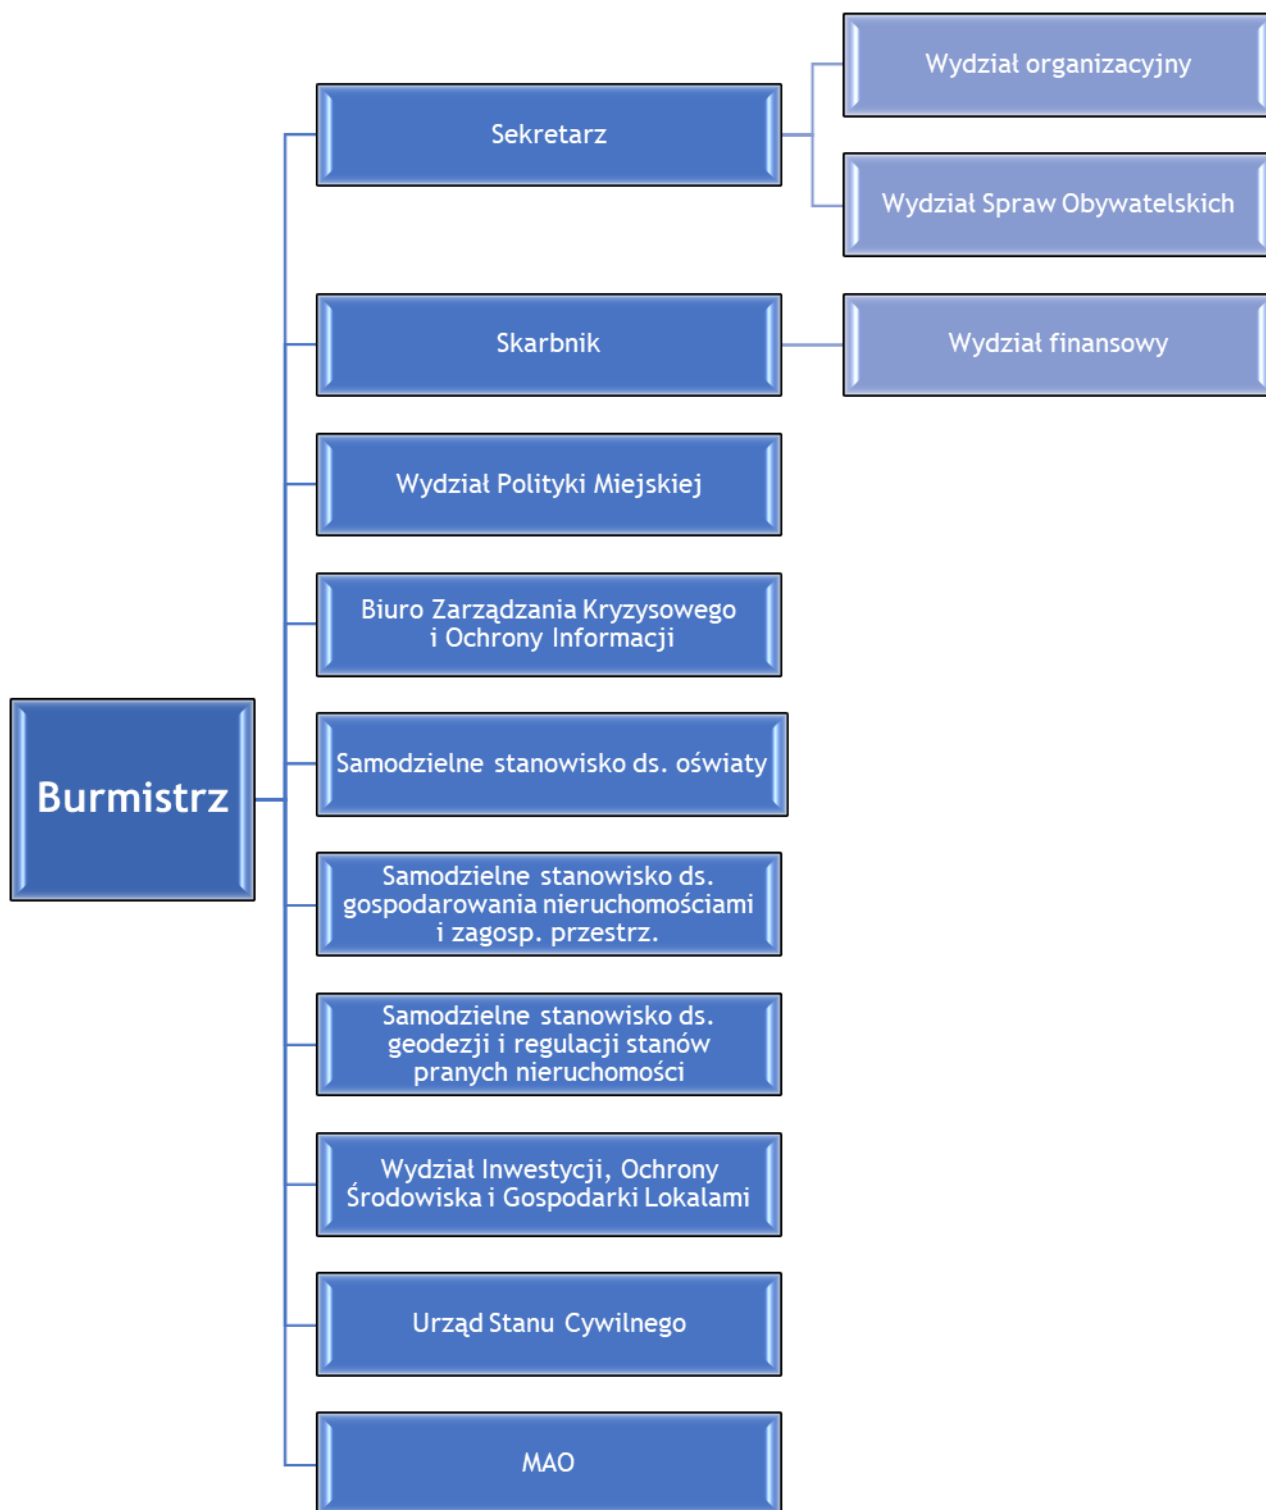 Wydział organizacyjny
Sekretarz
Wydział Spraw Obywatelskich
Skarbnik
Wydział finansowy
Wydział Polityki Miejskiej
Biuro Zarządzania Kryzysowego
i Ochrony Informacji
Samodzielne stanowisko ds. oświaty
Burmistrz
Samodzielne stanowisko ds.
gospodarowania nieruchomościami
i zagosp. przestrz.
Samodzielne stanowisko ds.
geodezji i regulacji stanów
pranych nieruchomości
Wydział Inwestycji, Ochrony
Środowiska i Gospodarki Lokalami
Urząd Stanu Cywilnego
MAO